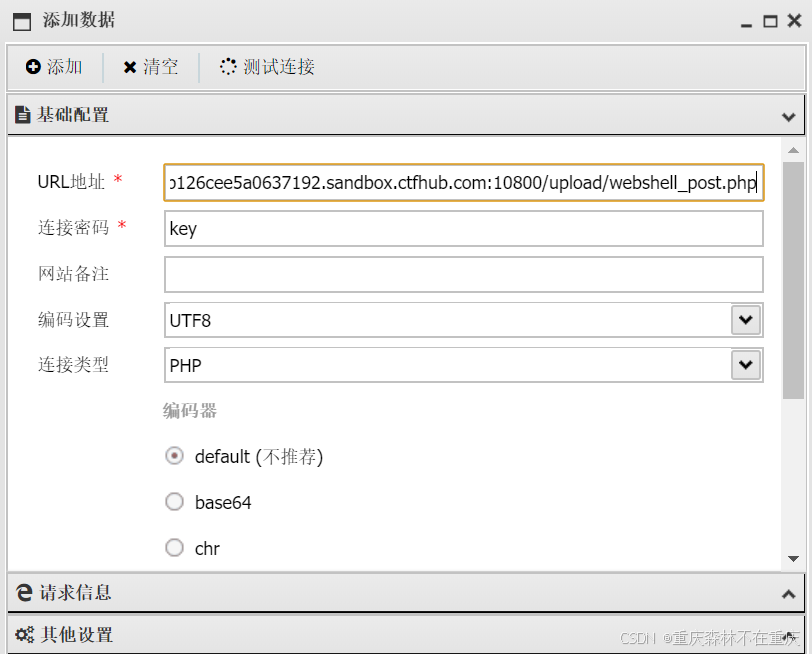 添加数据
添加 清空 测试连接
基础配置
URL地址 * b126cee5a0637192.sandbox.ctfhub.com:10800/upload/webshell_post.php
连接密码 * key
网站备注
编码设置 UTF8
连接类型 PHP
编码器
default (不推荐)
base64
chr
请求信息
其他设置
CSDN @重庆森林不在重庆